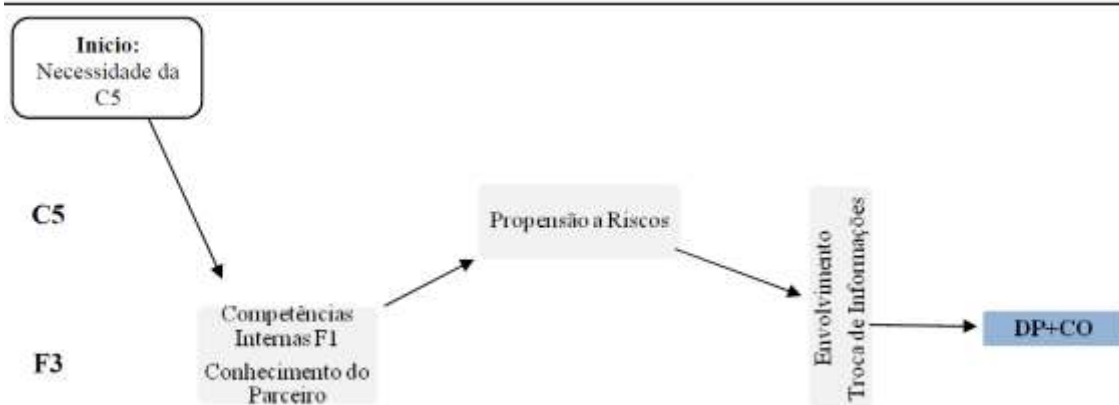 Início:
Necessidade da
C5
C5
Propensão a Riscos
Envolvimento
Troca de Informações
DP+CO
F3
Competências
Internas F1
Conhecimento do
Parceiro